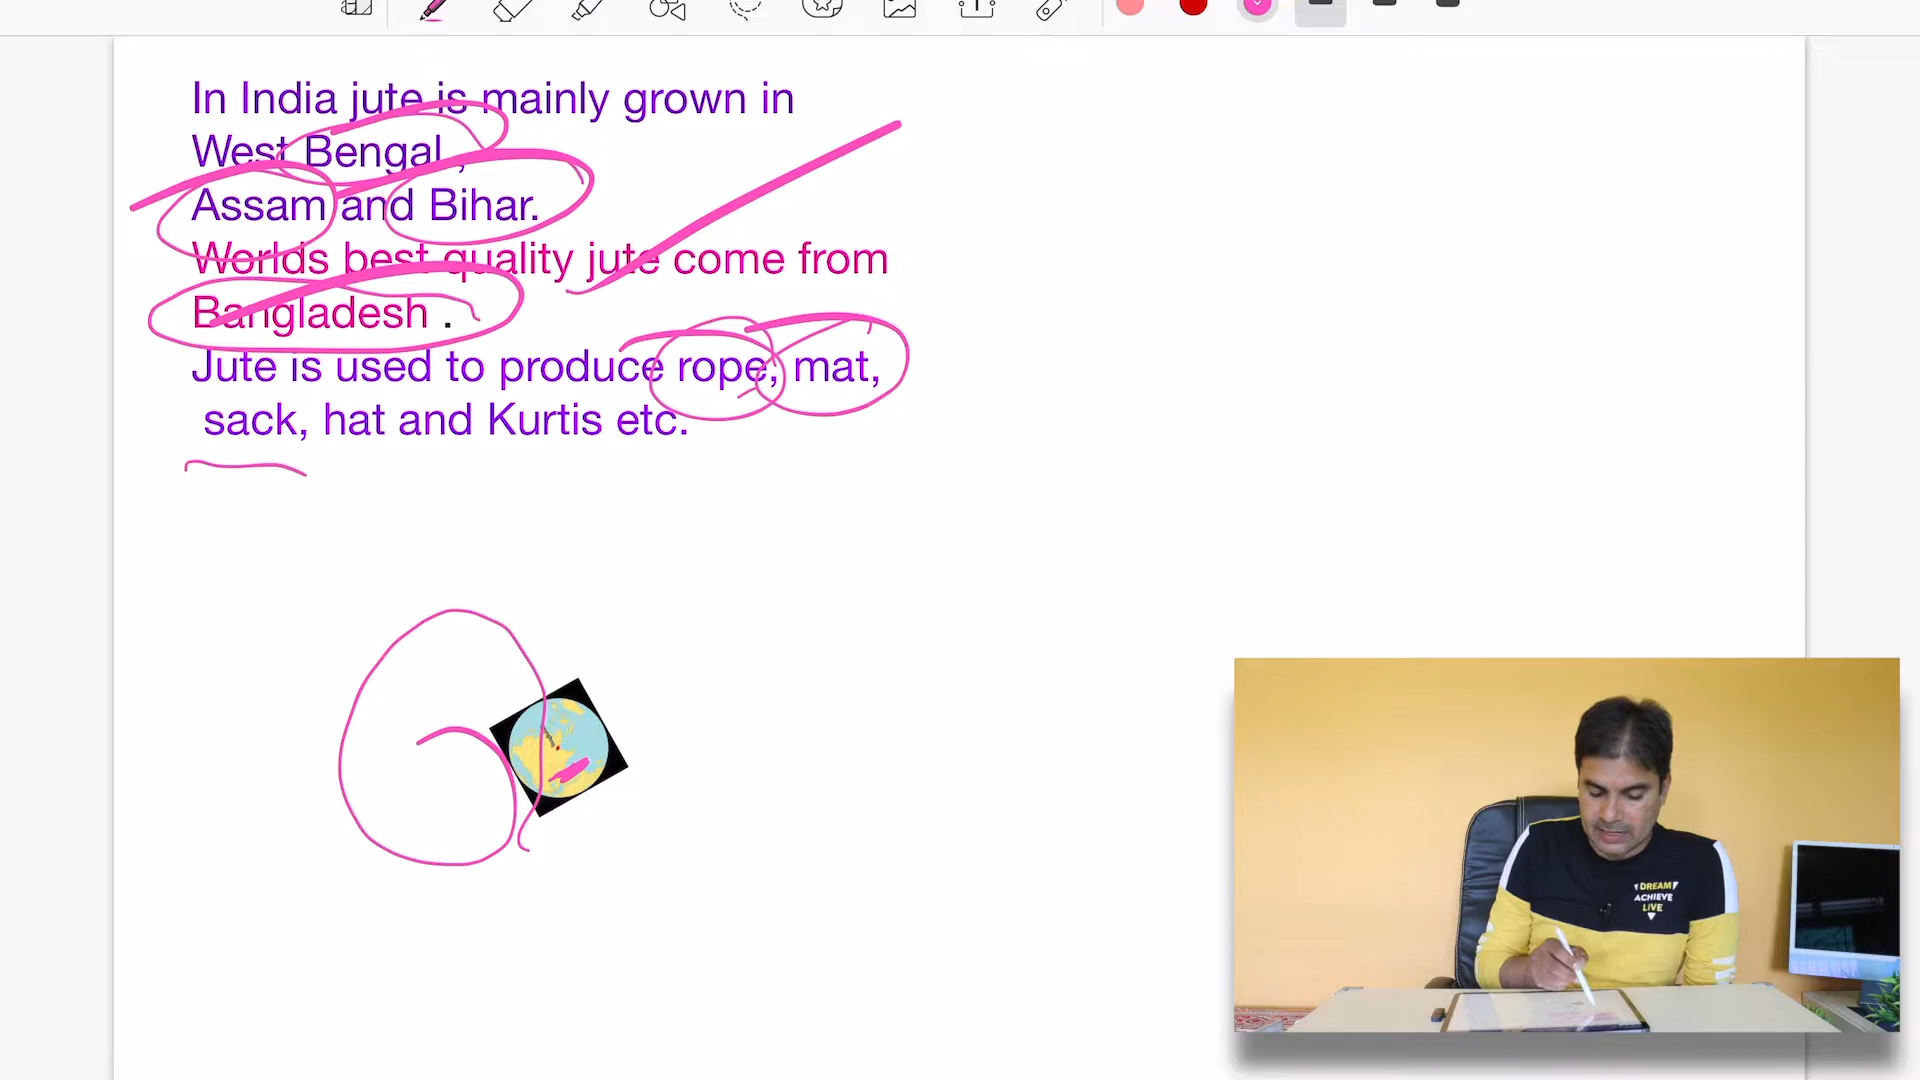 In India jute is mainly grown in
West Bengal ,
Assam and Bihar.
Worlds best quality jute come from
Bangladesh .
Jute is used to produce rope, mat,
sack, hat and Kurtis etc.
DREAM
ACHIEVE
LIVE